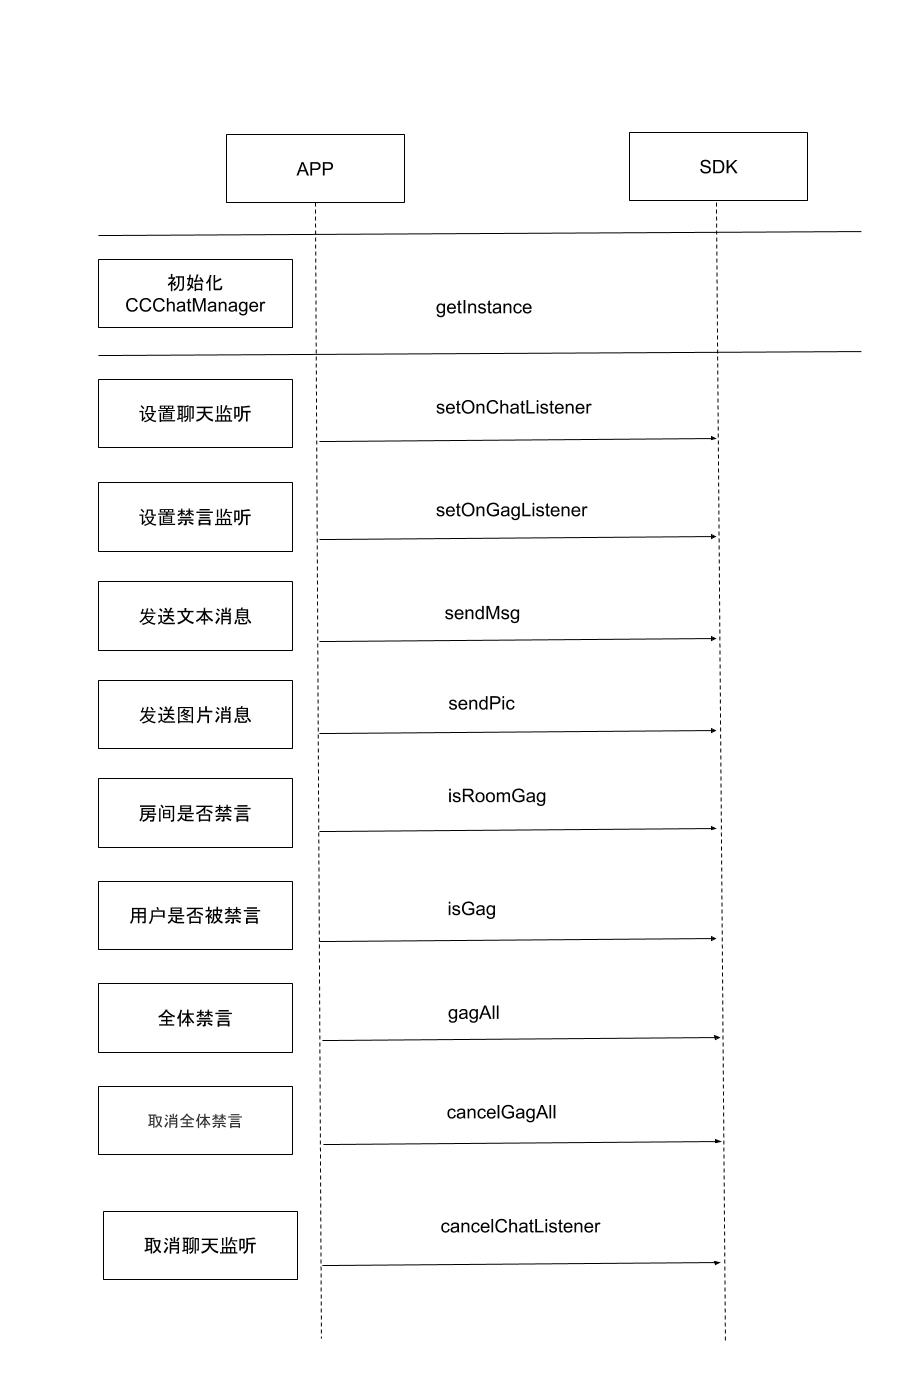 APP
SDK
初始化
CCChatManager
getInstance
设置聊天监听
setOnChatListener
设置禁言监听
setOnGagListener
发送文本消息
sendMsg
发送图片消息
sendPic
房间是否禁言
isRoomGag
用户是否被禁言
isGag
全体禁言
gagAll
取消全体禁言
cancelGagAll
取消聊天监听
cancelChatListener